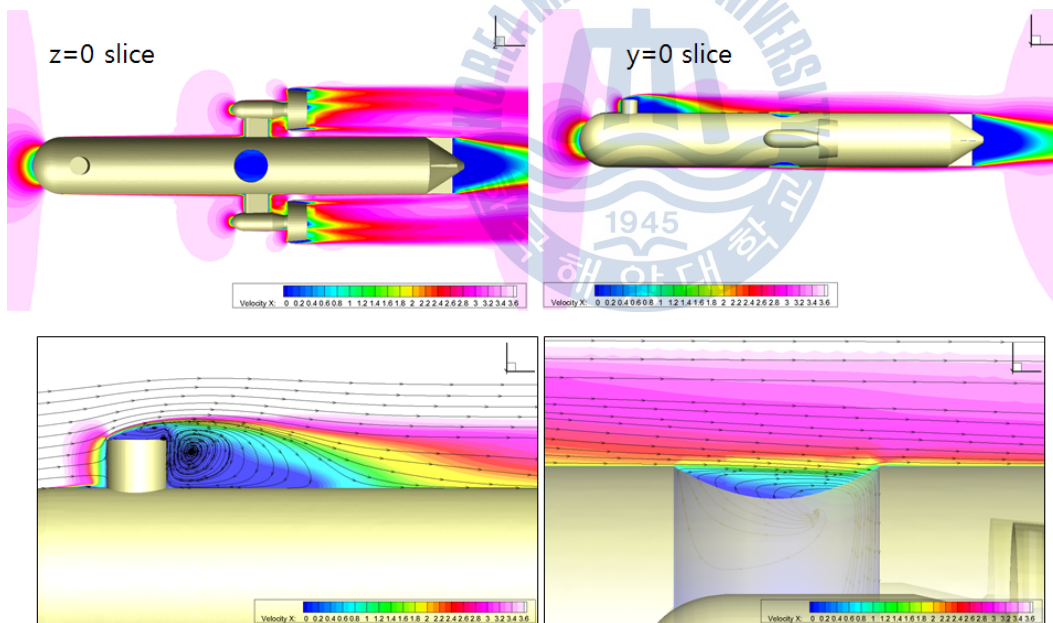 z=0 slice
y=0 slice
KOREA M
UNIVERSIT
1945
해양대학교
Velocity X: 0 0.2 0.4 0.6 0.8 1 1.2 1.4 1.6 1.8 2 2.2 2.4 2.6 2.8 3 3.2 3.4 3.6
Velocity X: 0 0.2 0.4 0.6 0.8 1 1.2 1.4 1.6 1.8 2 2.2 2.4 2.6 2.8 3 3.2 3.4 3.6
Velocity X: 0 0.2 0.4 0.6 0.8 1 1.2 1.4 1.6 1.8 2 2.2 2.4 2.6 2.8 3 3.2 3.4 3.6
Velocity X: 0 0.2 0.4 0.6 0.8 1 1.2 1.4 1.6 1.8 2 2.2 2.4 2.6 2.8 3 3.2 3.4 3.6